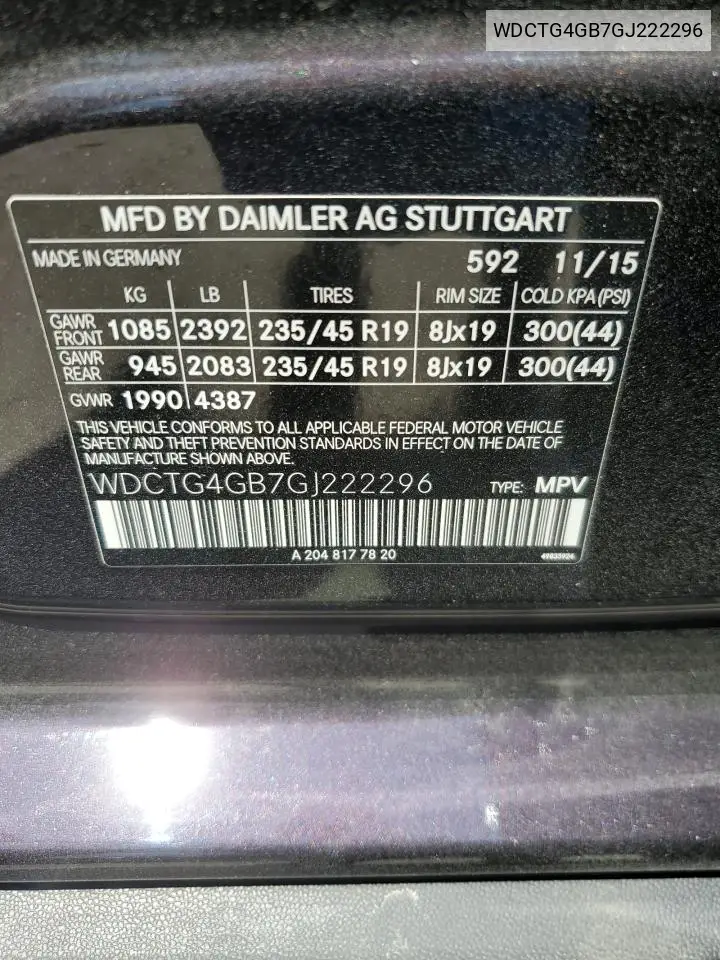 WDCTG4GB7GJ222296
MFD BY DAIMLER AG STUTTGART
MADE IN GERMANY 592 11/15
KG LB TIRES RIM SIZE COLD KPA (PSI)
GAWR FRONT 1085 2392 235/45 R19 8Jx19 300(44)
GAWR REAR 945 2083 235/45 R19 8Jx19 300(44)
GVWR 1990 4387
THIS VEHICLE CONFORMS TO ALL APPLICABLE FEDERAL MOTOR VEHICLE
SAFETY AND THEFT PREVENTION STANDARDS IN EFFECT ON THE DATE OF
MANUFACTURE SHOWN ABOVE.
WDCTG4GB7GJ222296 TYPE: MPV
A 204 817 78 20